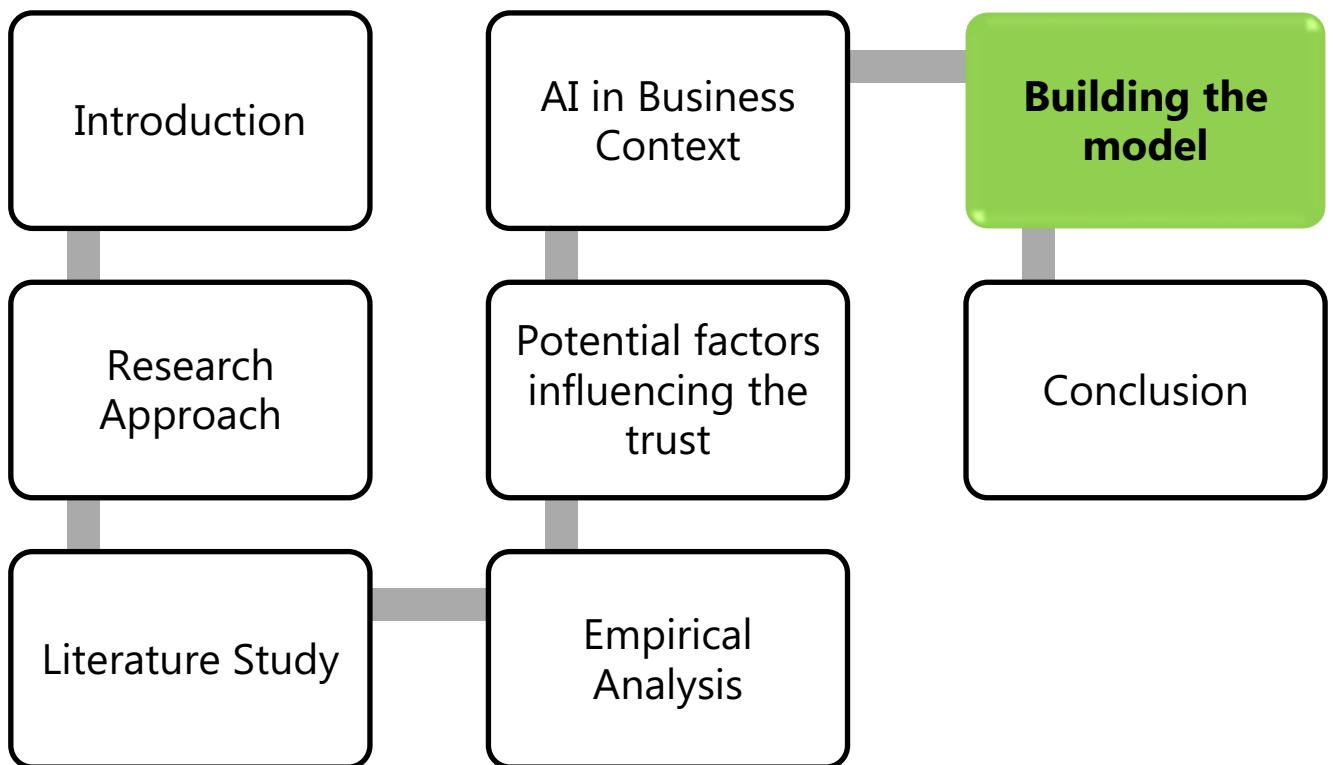 Introduction
Research
Approach
Literature Study
Empirical
Analysis
Potential factors
influencing the
trust
AI in Business
Context
Building the
model
Conclusion